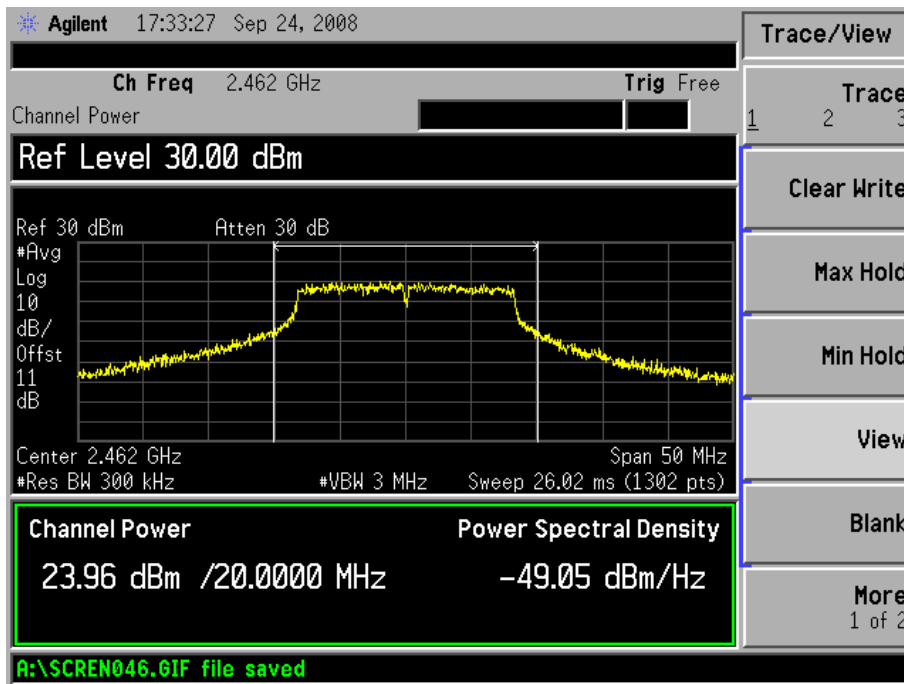 Agilent 17:33:27 Sep 24, 2008
Trace/View
Ch Freq 2.462 GHz Trig Free
Channel Power
Trace
1 2 3
Ref Level 30.00 dBm
Clear Write
Ref 30 dBm Atten 30 dB
#Avg
Log
10
dB/
Offst
11
dB
Max Hold
Min Hold
View
Center 2.462 GHz Span 50 MHz
#Res BW 300 kHz #VBW 3 MHz Sweep 26.02 ms (1302 pts)
Channel Power Power Spectral Density
23.96 dBm /20.0000 MHz -49.05 dBm/Hz
Blank
More
1 of 2
A:\SCREN046.GIF file saved